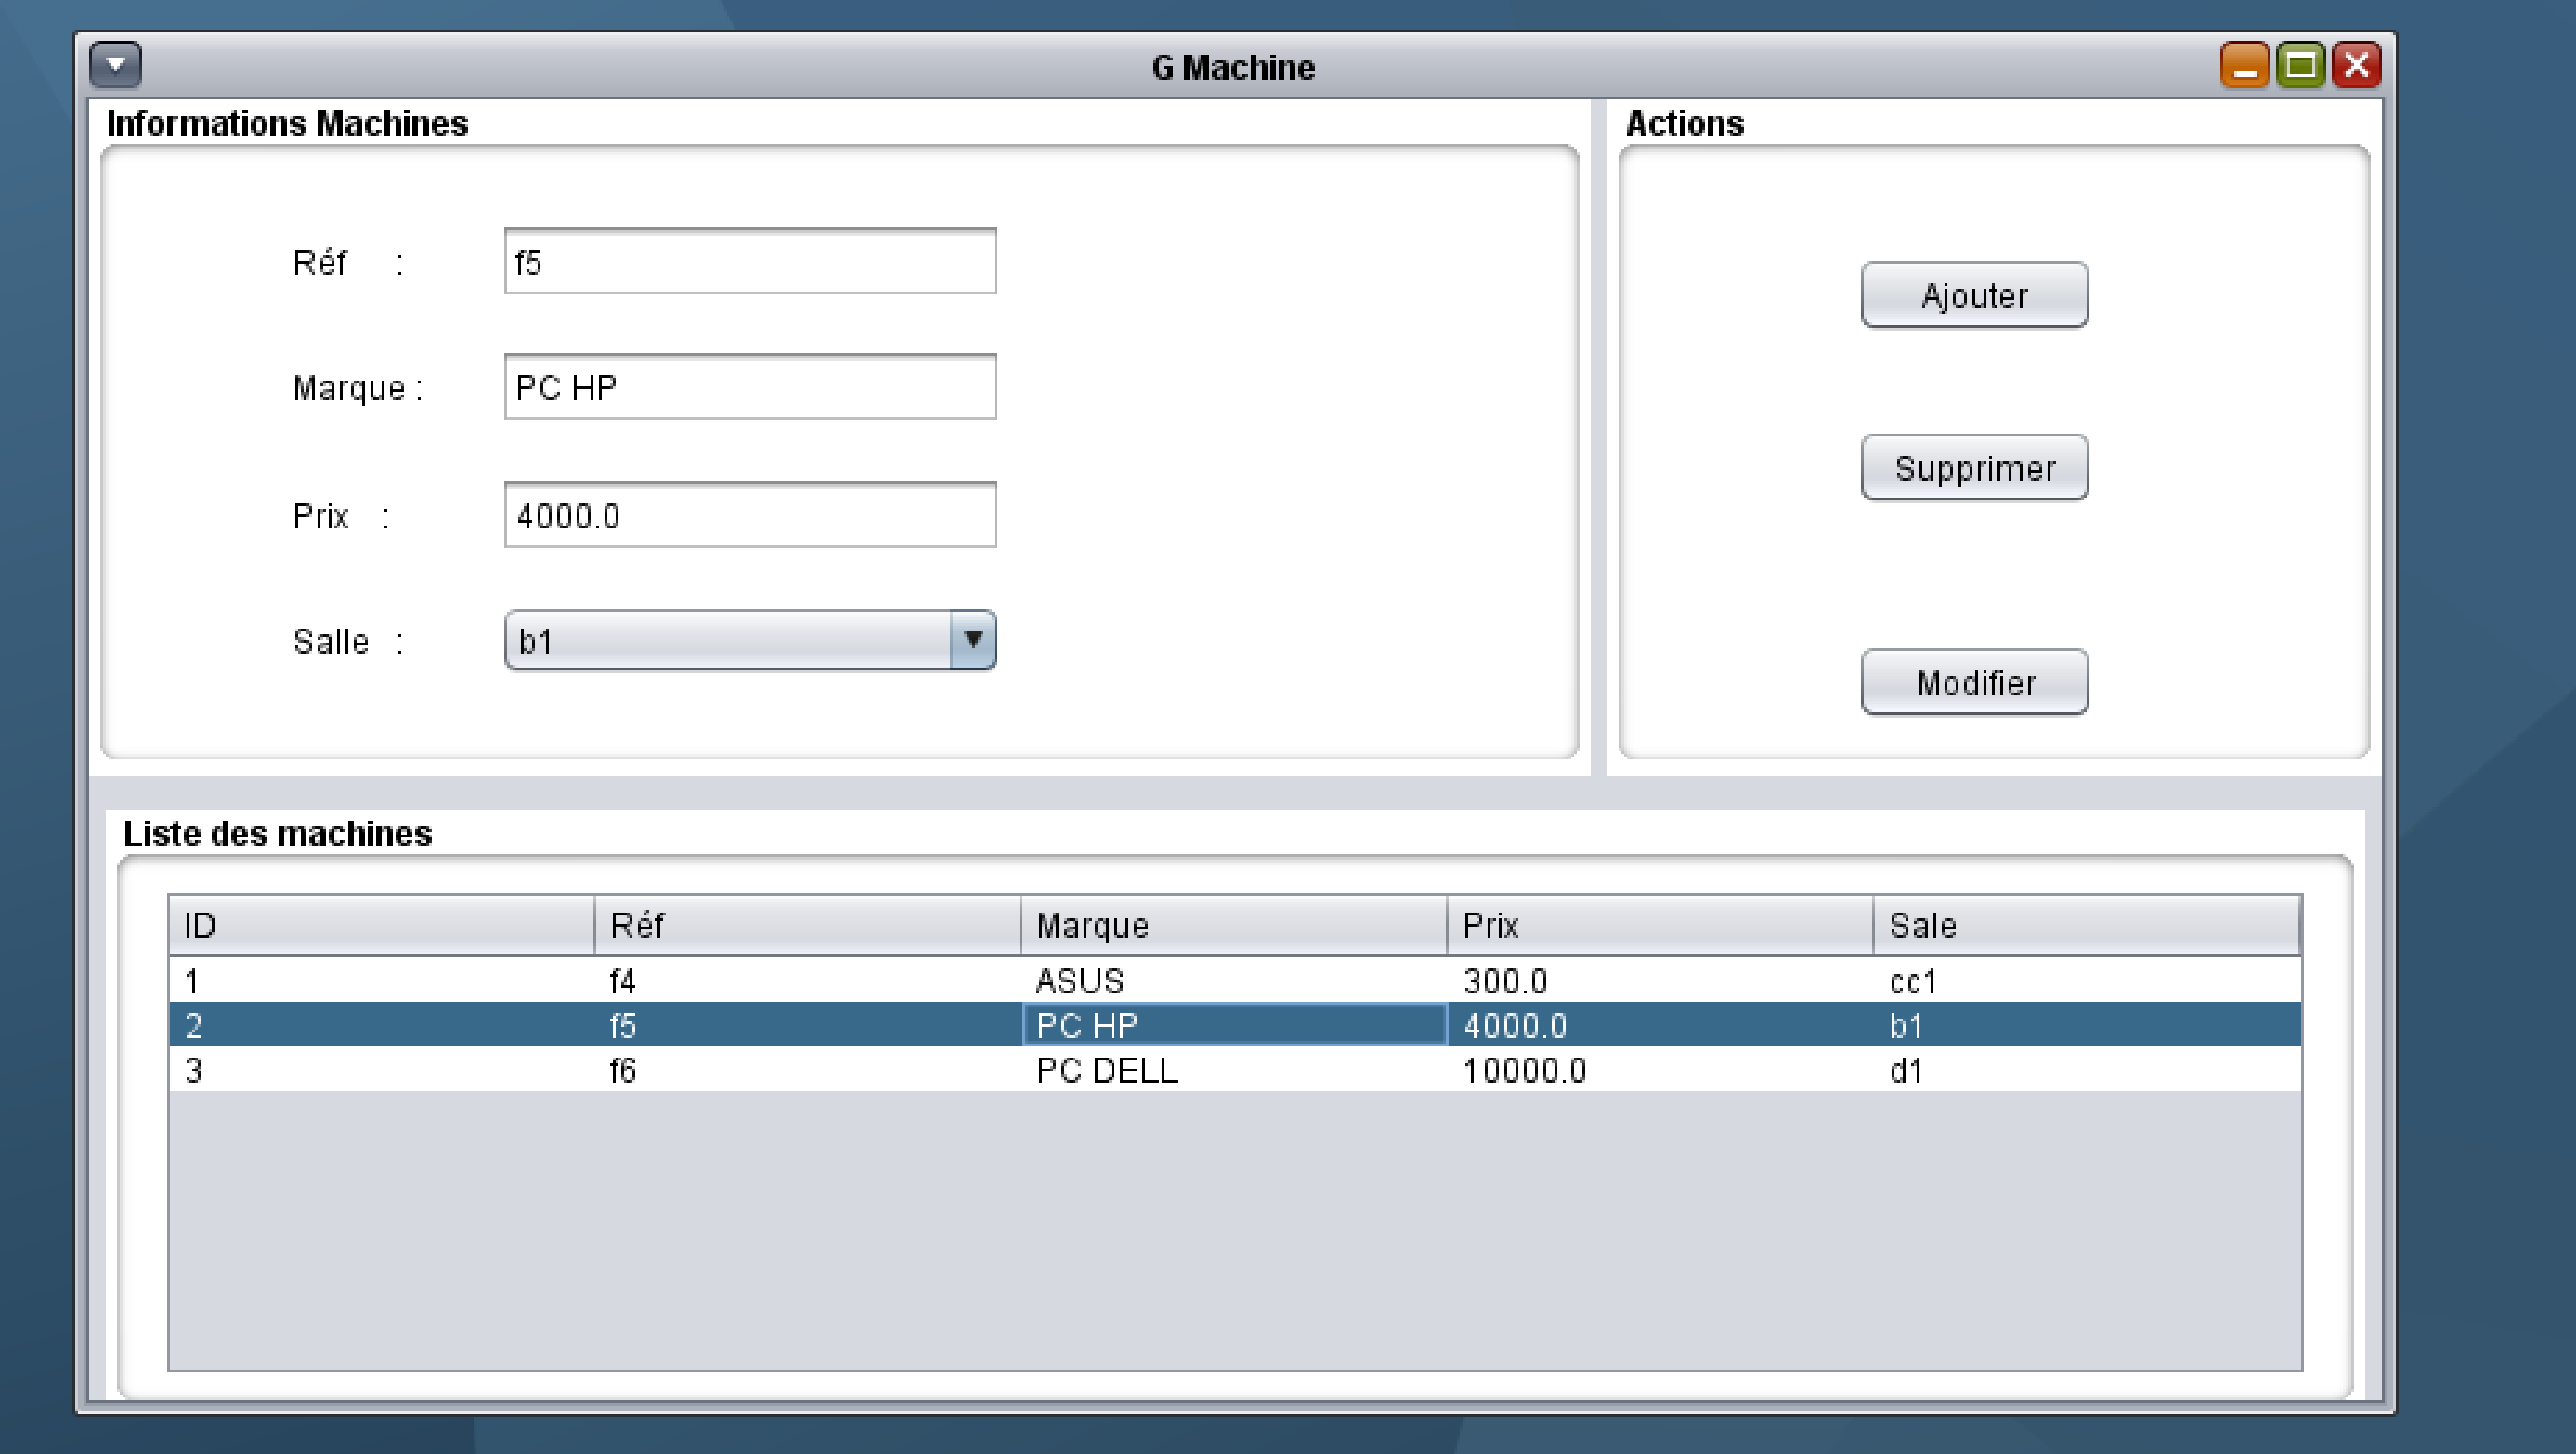 G Machine
Informations Machines
Actions
Réf :
f5
Ajouter
Marque :
PC HP
Supprimer
Prix :
4000.0
Salle :
b1
Modifier
Liste des machines
ID Réf Marque Prix Sale
1 f4 ASUS 300.0 cc1
2 f5 PC HP 4000.0 b1
3 f6 PC DELL 10000.0 d1